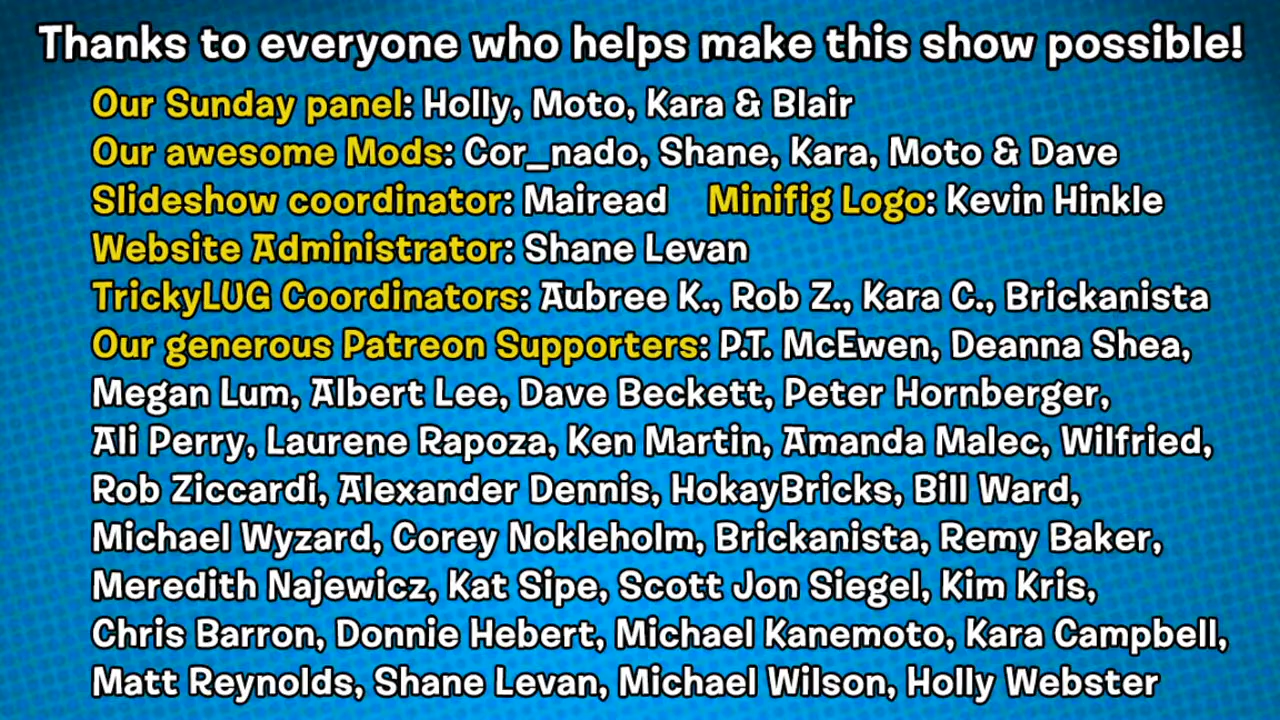 Thanks to everyone who helps make this show possible!
Our Sunday panel: Holly, Moto, Kara & Blair
Our awesome Mods: Cor_nado, Shane, Kara, Moto & Dave
Slideshow coordinator: Mairead Minifig Logo: Kevin Hinkle
Website Administrator: Shane Levan
TrickyLUG Coordinators: Aubree K., Rob Z., Kara C., Brickanista
Our generous Patreon Supporters: P.T. McEwen, Deanna Shea,
Megan Lum, Albert Lee, Dave Beckett, Peter Hornberger,
Ali Perry, Laurene Rapoza, Ken Martin, Amanda Malec, Wilfried,
Rob Ziccardi, Alexander Dennis, HokayBricks, Bill Ward,
Michael Wyzard, Corey Nokleholm, Brickanista, Remy Baker,
Meredith Najewicz, Kat Sipe, Scott Jon Siegel, Kim Kris,
Chris Barron, Donnie Hebert, Michael Kanemoto, Kara Campbell,
Matt Reynolds, Shane Levan, Michael Wilson, Holly Webster